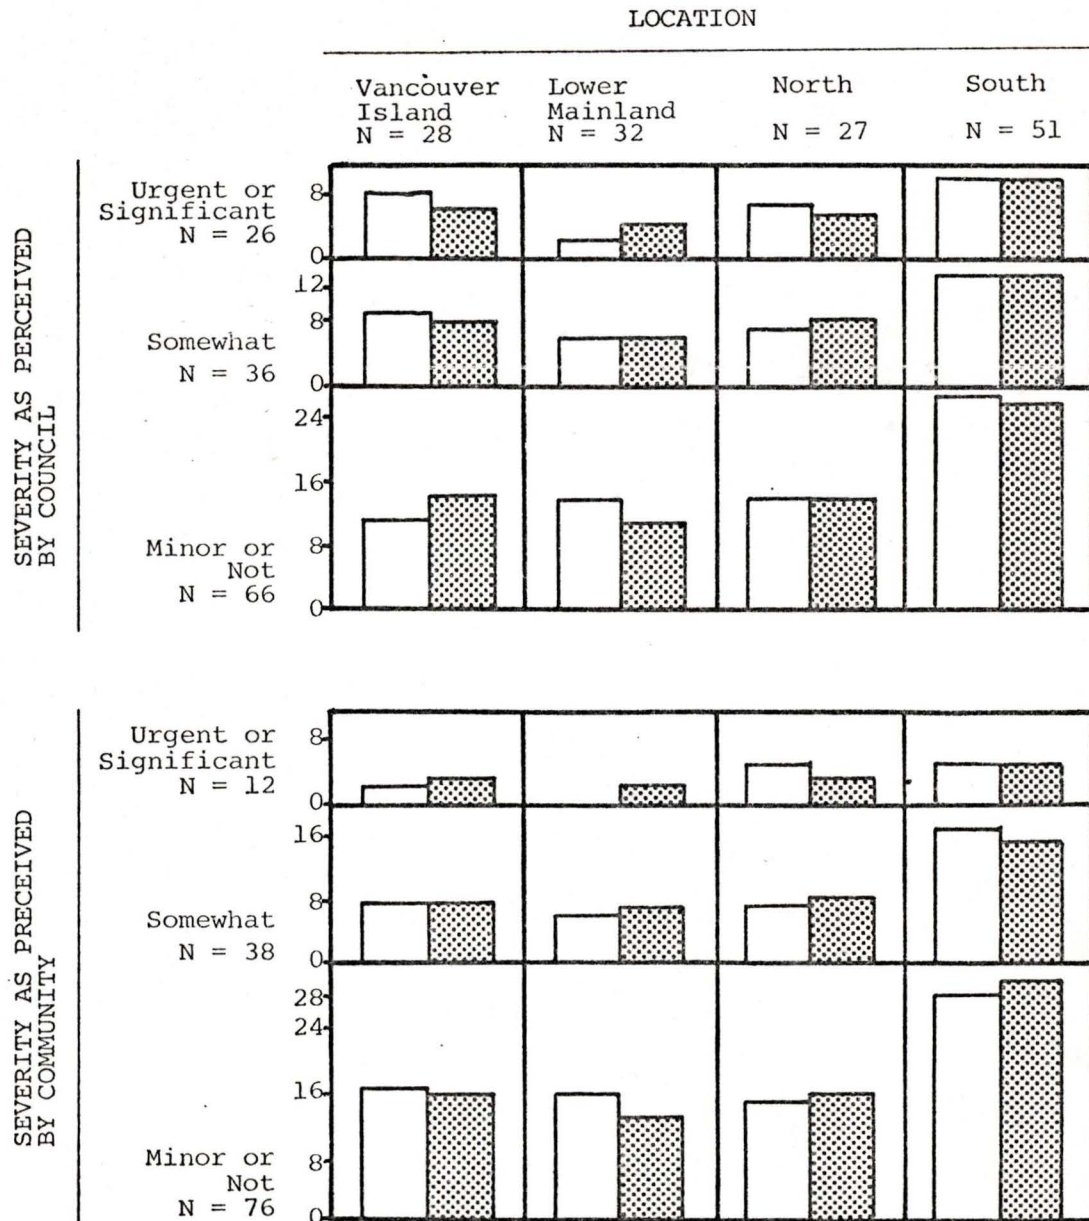 LOCATION
Vancouver Island N = 28
Lower Mainland N = 32
North N = 27
South N = 51
SEVERITY AS PERCEIVED
BY COUNCIL
Urgent or
Significant
N = 26
8
0
Somewhat
N = 36
12
8
0
Minor or
Not
N = 66
24
16
8
0
SEVERITY AS PRECEIVED
BY COMMUNITY
Urgent or
Significant
N = 12
8
0
Somewhat
N = 38
16
8
0
Minor or
Not
N = 76
28
24
16
8
0